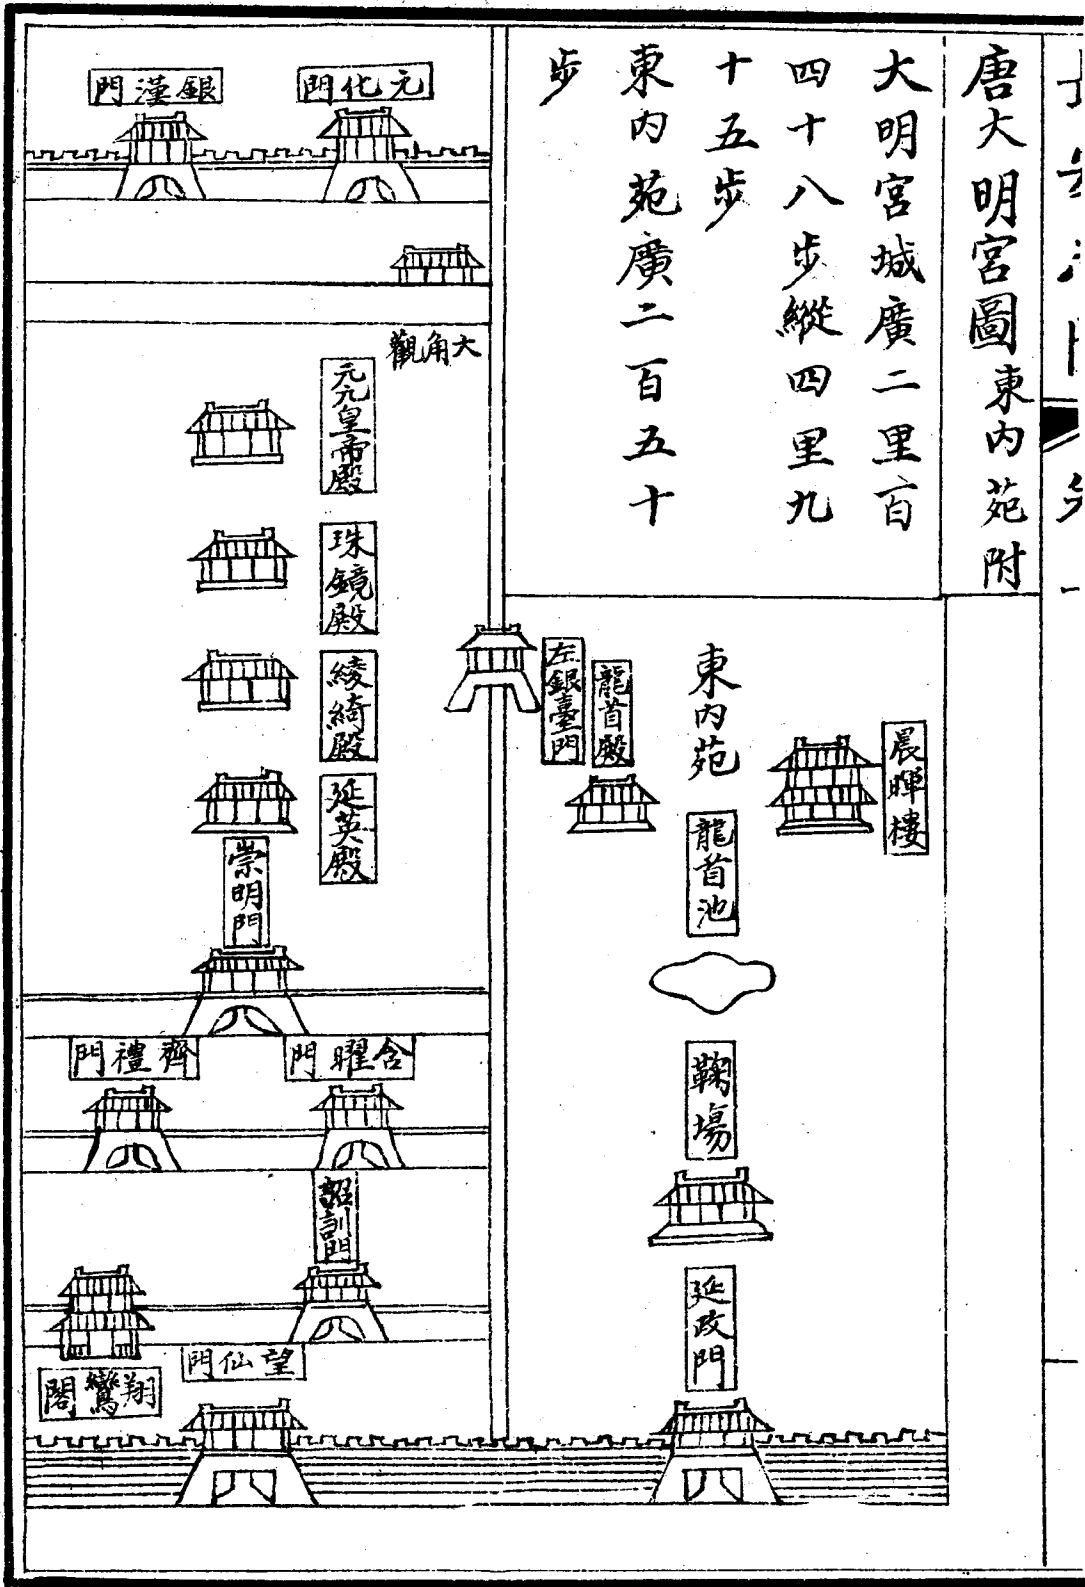 唐大明宮圖東內苑附
大明宮城廣二里百
四十八步縱四里九
十五步
東內苑廣二百五十
步
元化門
銀漢門
大角觀
元元皇帝殿
珠鏡殿
綾綺殿
延英殿
崇明門
含曜門
齊禮門
詔訓門
翔鸞閣
望仙門
左銀臺門
龍首殿
東內苑
龍首池
晨暉樓
鞠場
延政門